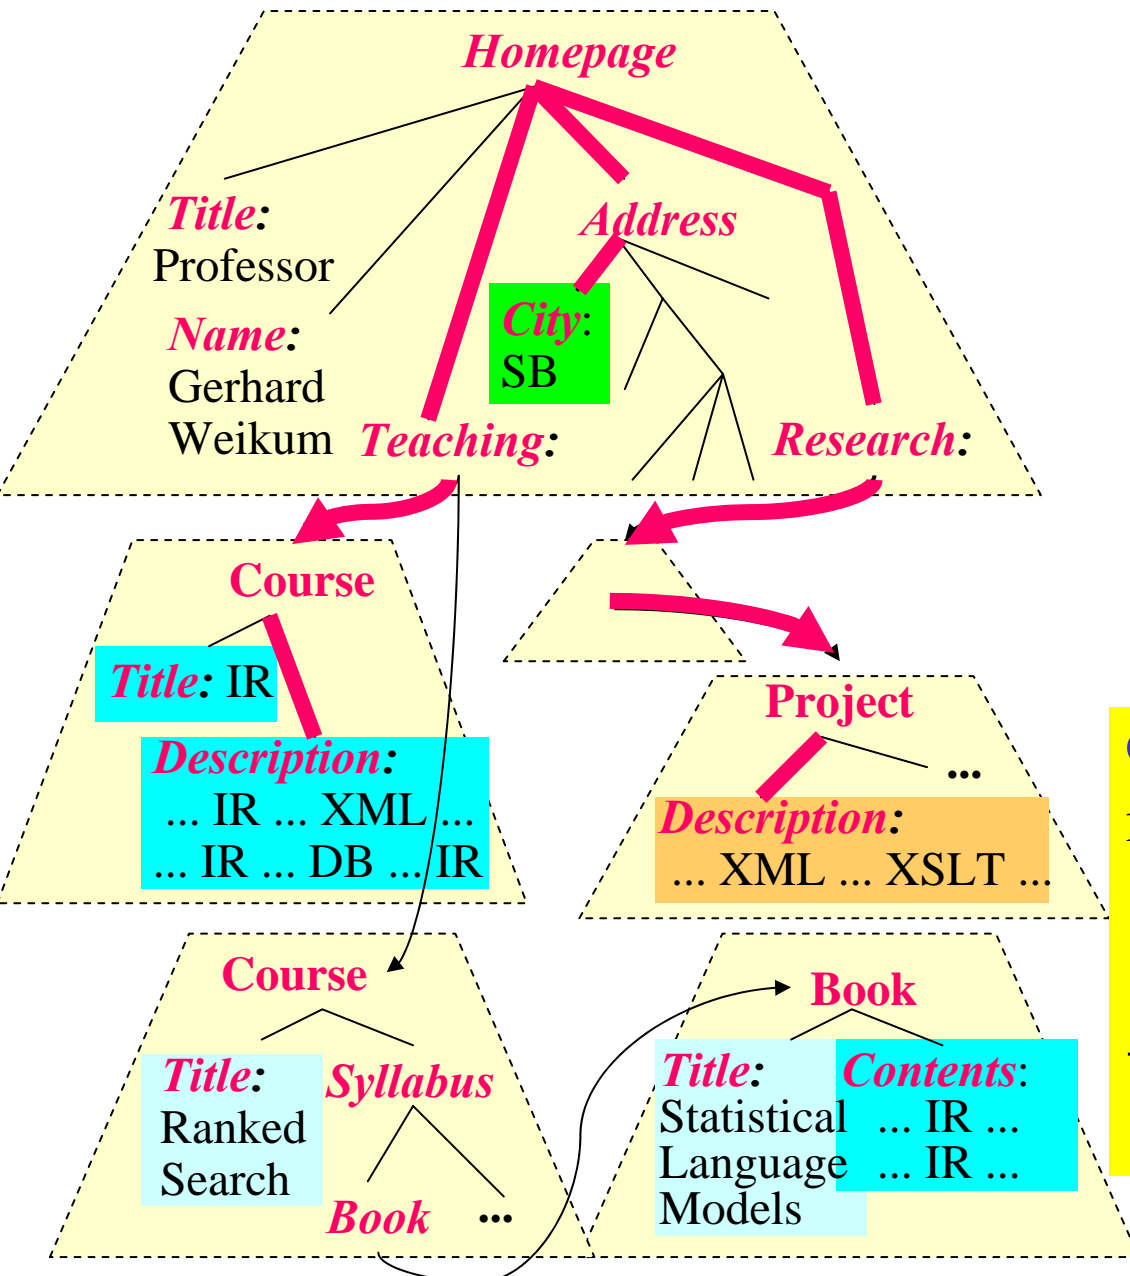 Homepage
Title:
Professor
Address
Name:
Gerhard
Weikum
City:
SB
Teaching:
Research:
Course
Title: IR
Description:
... IR ... XML ...
... IR ... DB ... IR
Project
...
Description:
... XML ... XSLT ...
Course
Title:
Ranked
Search
Syllabus
Book
...
Book
Title:
Statistical
Language
Models
Contents:
... IR ...
... IR ...